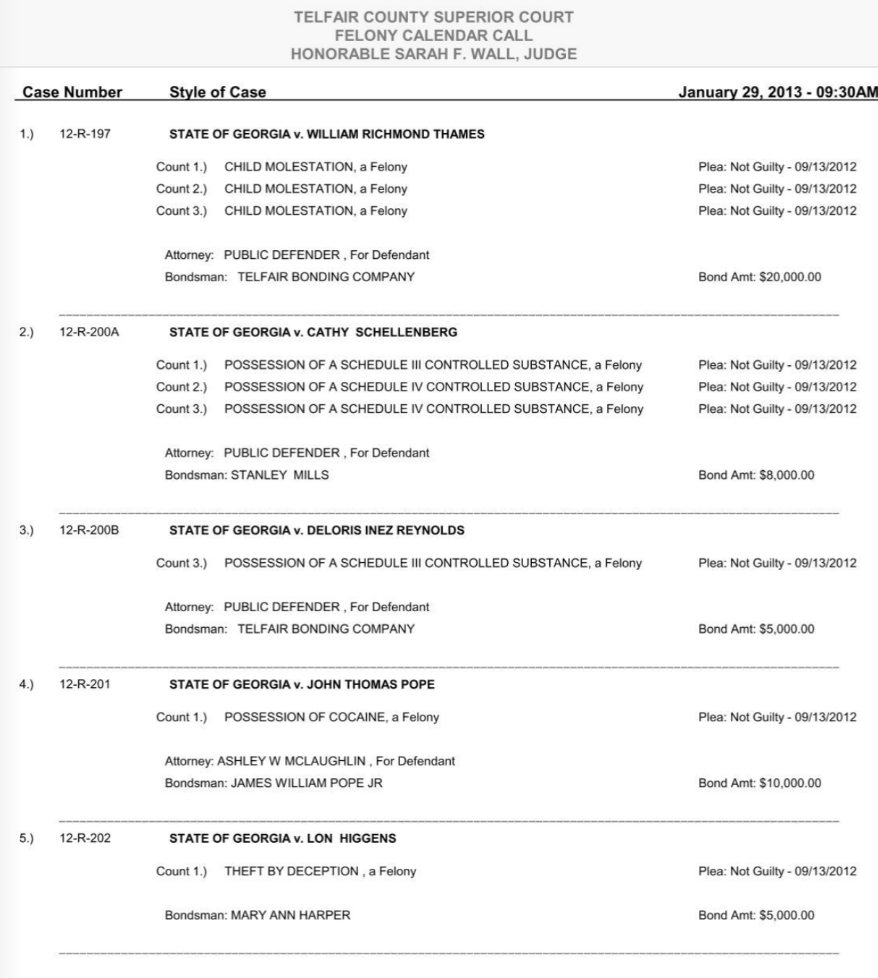 TELFAIR COUNTY SUPERIOR COURT
FELONY CALENDAR CALL
HONORABLE SARAH F. WALL, JUDGE
Case Number Style of Case January 29, 2013 - 09:30AM
1.) 12-R-197 STATE OF GEORGIA v. WILLIAM RICHMOND THAMES
Count 1.) CHILD MOLESTATION, a Felony Plea: Not Guilty - 09/13/2012
Count 2.) CHILD MOLESTATION, a Felony Plea: Not Guilty - 09/13/2012
Count 3.) CHILD MOLESTATION, a Felony Plea: Not Guilty - 09/13/2012
Attorney: PUBLIC DEFENDER , For Defendant
Bondsman: TELFAIR BONDING COMPANY Bond Amt: $20,000.00
2.) 12-R-200A STATE OF GEORGIA v. CATHY SCHELLENBERG
Count 1.) POSSESSION OF A SCHEDULE III CONTROLLED SUBSTANCE, a Felony Plea: Not Guilty - 09/13/2012
Count 2.) POSSESSION OF A SCHEDULE IV CONTROLLED SUBSTANCE, a Felony Plea: Not Guilty - 09/13/2012
Count 3.) POSSESSION OF A SCHEDULE IV CONTROLLED SUBSTANCE, a Felony Plea: Not Guilty - 09/13/2012
Attorney: PUBLIC DEFENDER , For Defendant
Bondsman: STANLEY MILLS Bond Amt: $8,000.00
3.) 12-R-200B STATE OF GEORGIA v. DELORIS INEZ REYNOLDS
Count 3.) POSSESSION OF A SCHEDULE III CONTROLLED SUBSTANCE, a Felony Plea: Not Guilty - 09/13/2012
Attorney: PUBLIC DEFENDER , For Defendant
Bondsman: TELFAIR BONDING COMPANY Bond Amt: $5,000.00
4.) 12-R-201 STATE OF GEORGIA v. JOHN THOMAS POPE
Count 1.) POSSESSION OF COCAINE, a Felony Plea: Not Guilty - 09/13/2012
Attorney: ASHLEY W MCLAUGHLIN , For Defendant
Bondsman: JAMES WILLIAM POPE JR Bond Amt: $10,000.00
5.) 12-R-202 STATE OF GEORGIA v. LON HIGGENS
Count 1.) THEFT BY DECEPTION , a Felony Plea: Not Guilty - 09/13/2012
Bondsman: MARY ANN HARPER Bond Amt: $5,000.00